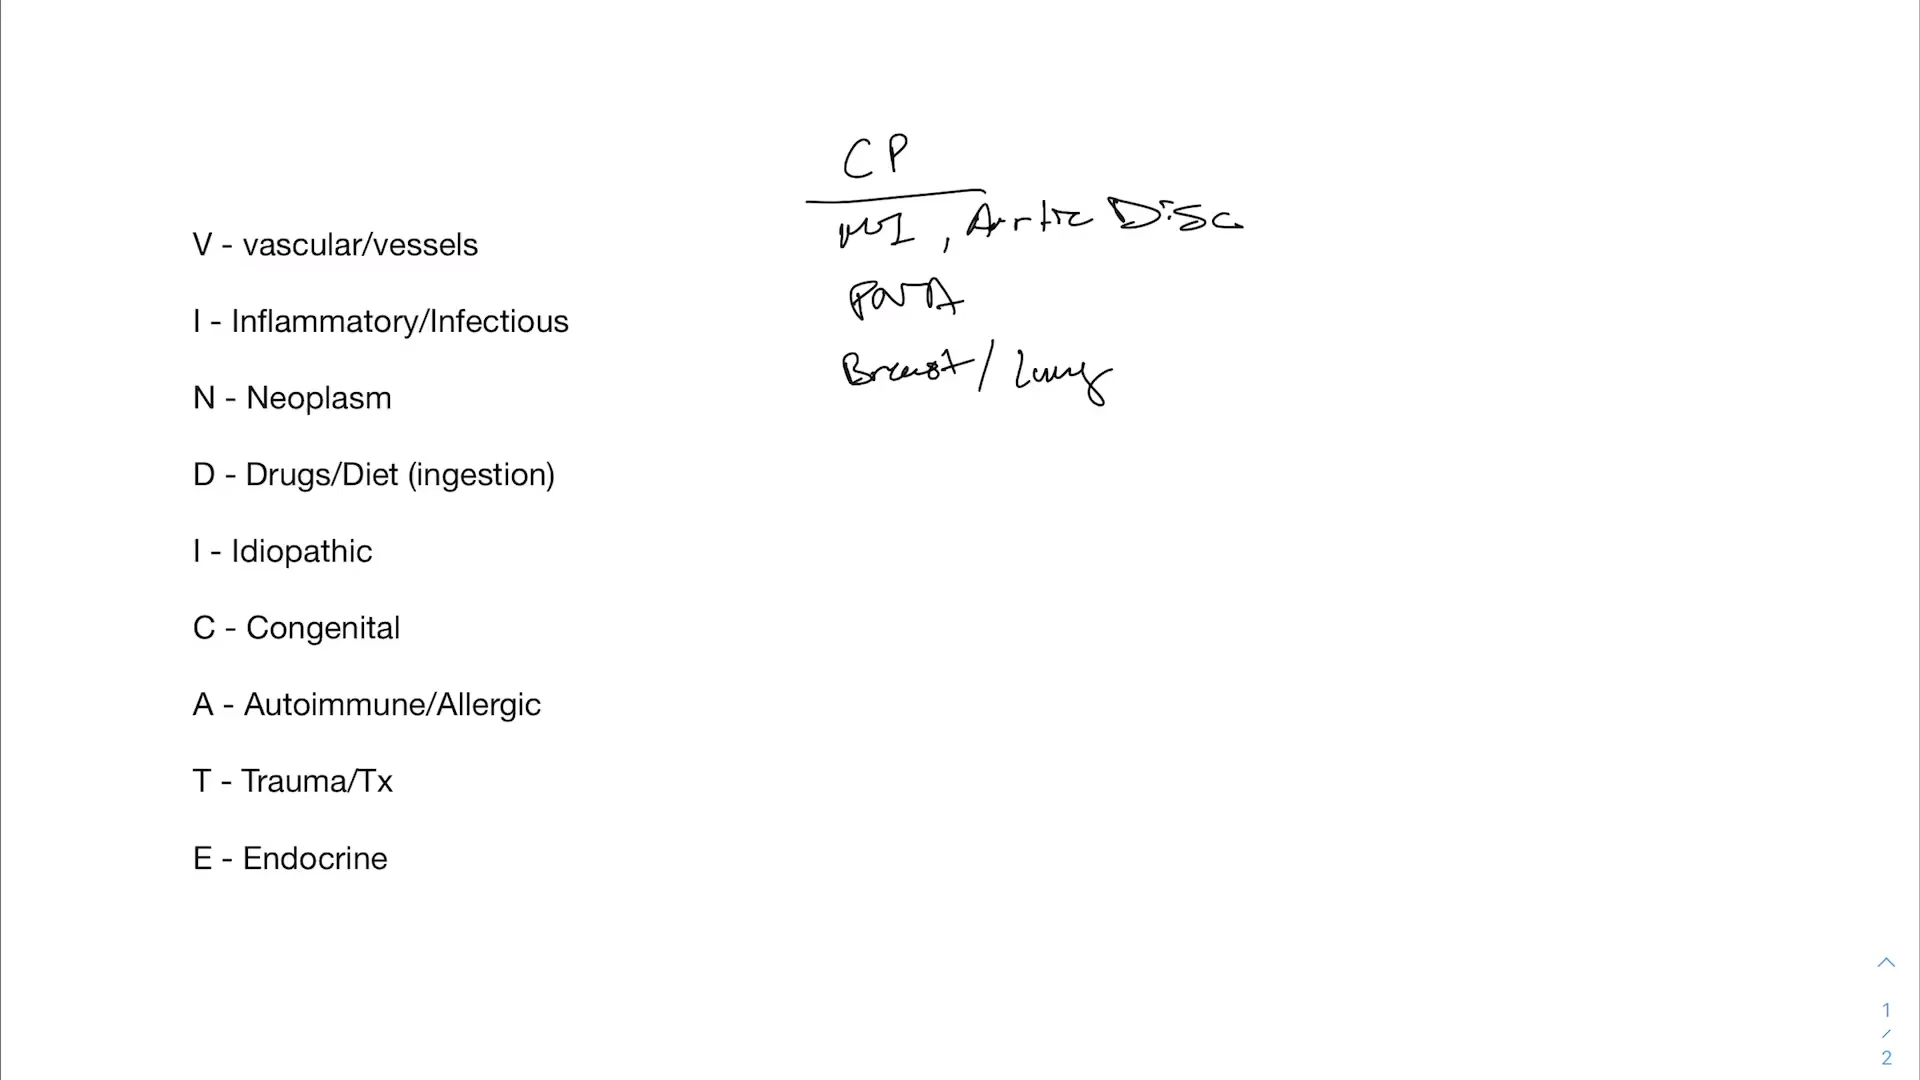 CP
V - vascular/vessels
MI, Aortic Diss
I - Inflammatory/Infectious
PNA
N - Neoplasm
Breast/Lung
D - Drugs/Diet (ingestion)
I - Idiopathic
C - Congenital
A - Autoimmune/Allergic
T - Trauma/Tx
E - Endocrine
1
/
2